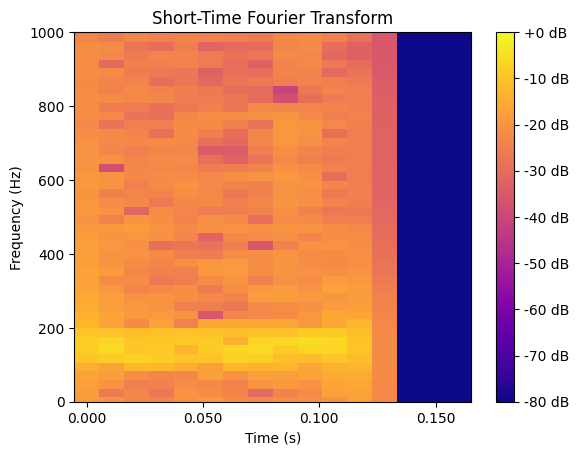 Short-Time Fourier Transform
1000
800
600
400
200
0
Frequency (Hz)
0.000
0.050
0.100
0.150
Time (s)
+0 dB
-10 dB
-20 dB
-30 dB
-40 dB
-50 dB
-60 dB
-70 dB
-80 dB